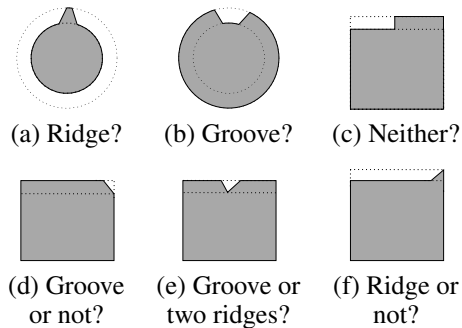 (a) Ridge?
(b) Groove?
(c) Neither?
(d) Groove
or not?
(e) Groove or
two ridges?
(f) Ridge or
not?